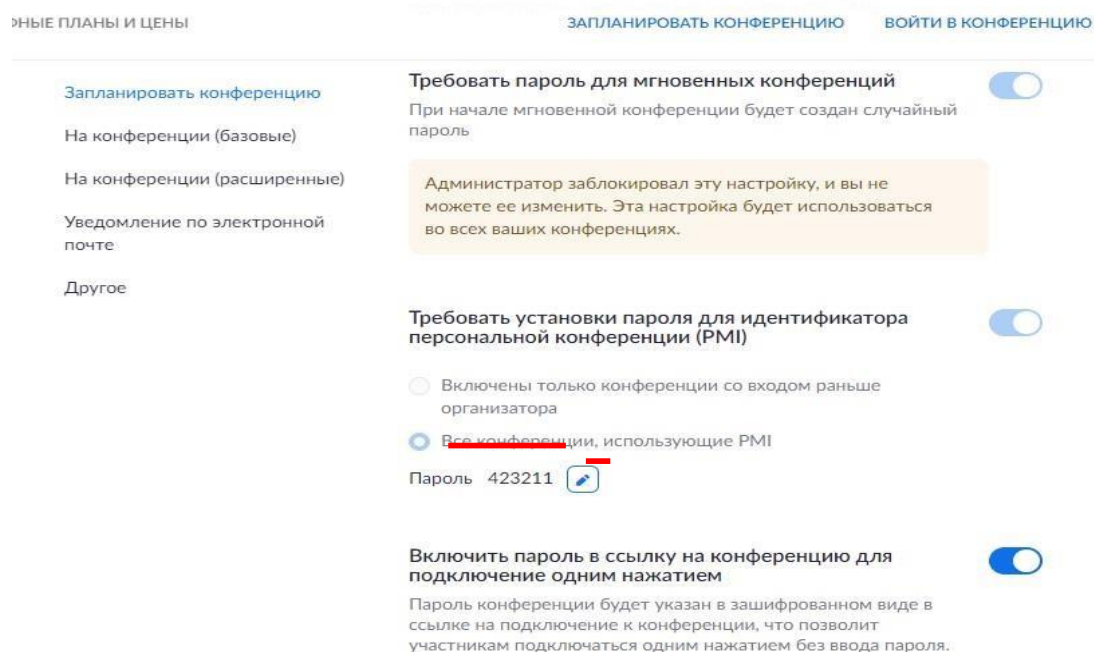 ЗАПЛАНИРОВАТЬ КОНФЕРЕНЦИЮ
ВОЙТИ В КОНФЕРЕНЦИЮ
ПЛАНЫ И ЦЕНЫ
Запланировать конференцию
На конференции (базовые)
На конференции (расширенные)
Уведомление по электронной
почте
Другое
Требовать пароль для мгновенных конференций
При начале мгновенной конференции будет создан случайный
пароль
Администратор заблокировал эту настройку, и вы не
можете ее изменить. Эта настройка будет использоваться
во всех ваших конференциях.
Требовать установки пароля для идентификатора
персональной конференции (PMI)
Включены только конференции со входом раньше
организатора
Все конференции, использующие PMI
Пароль 423211
Включить пароль в ссылку на конференцию для
подключение одним нажатием
Пароль конференции будет указан в зашифрованном виде в
ссылке на подключение к конференции, что позволит
участникам подключаться одним нажатием без ввода пароля.